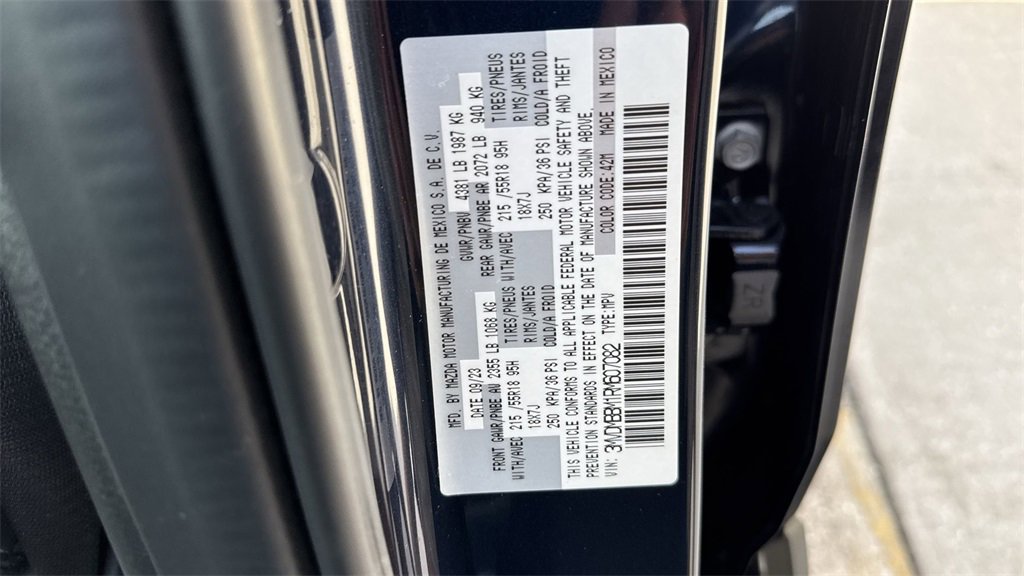 MFD. BY MAZDA MOTOR MANUFACTURING DE MEXICO S.A. DE C.V.
DATE 09/23 GVWR/PNBV 4381 LB 1987 KG
FRONT GAWR/PNBE AV 2355 LB 1068 KG REAR GAWR/PNBE AR 2072 LB 940 KG
WITH/AVEC 215 /55R18 95H TIRES/PNEUS WITH/AVEC 215 /55R18 95H TIRES/PNEUS
18X7J RIMS/JANTES 18X7J RIMS/JANTES
250 KPA/36 PSI COLD/A FROID 250 KPA/36 PSI COLD/A FROID
THIS VEHICLE CONFORMS TO ALL APPLICABLE FEDERAL MOTOR VEHICLE SAFETY AND THEFT
PREVENTION STANDARDS IN EFFECT ON THE DATE OF MANUFACTURE SHOWN ABOVE.
VIN: 3MVDMBBM1RM607082 TYPE:MPV COLOR CODE:42M MADE IN MEXICO